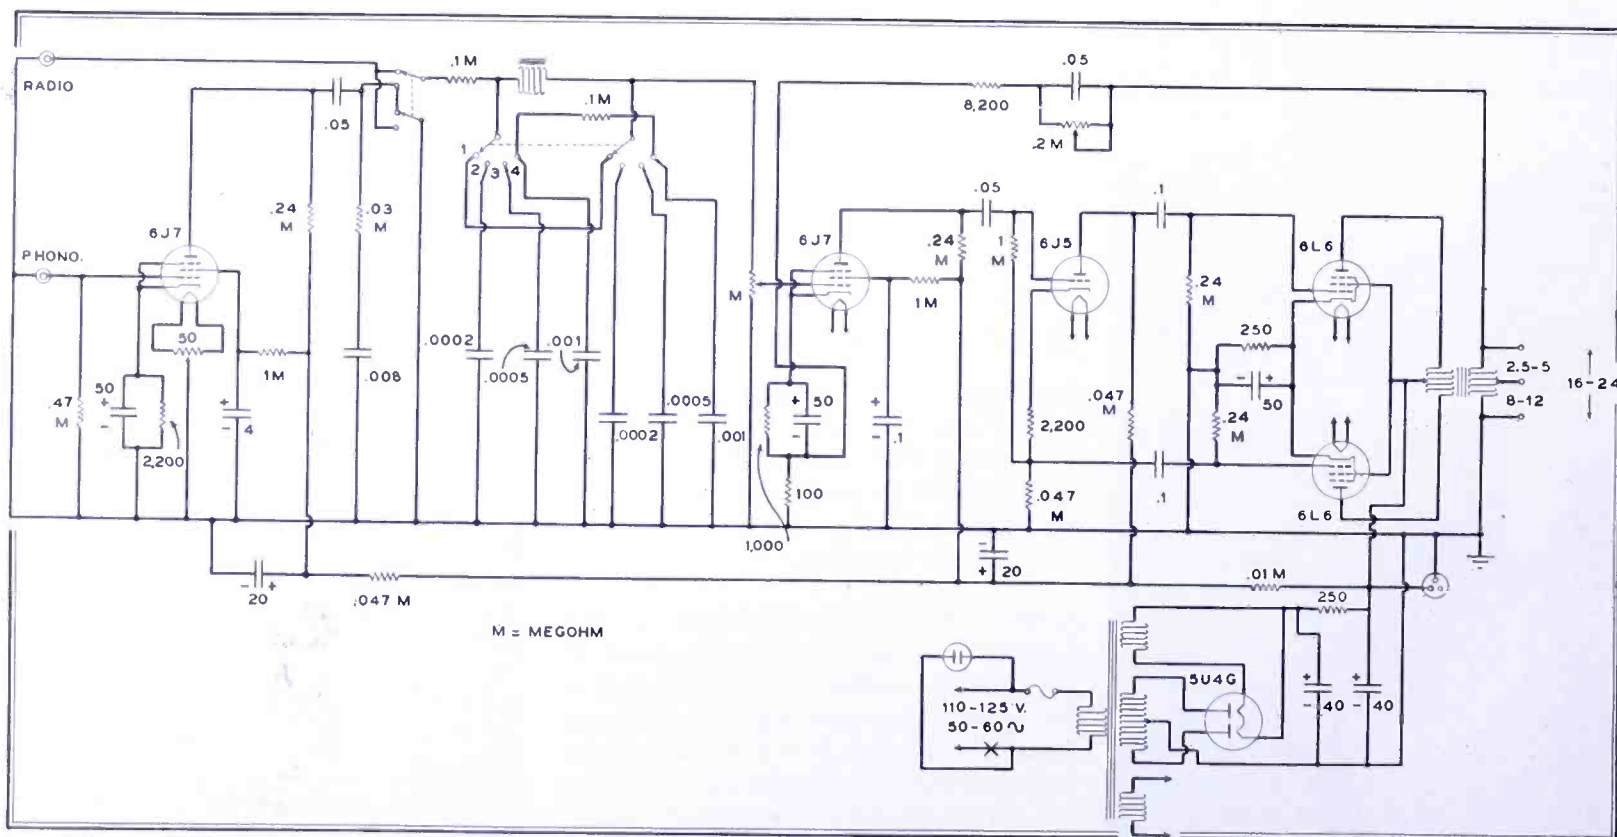 RADIO
.05
.1M
.1M
1
2
3
4
8,200
.05
.2 M
.24
M
.03
M
6J7
PHONO.
50
1M
.47
M
50
+
-
2,200
+
-
4
.008
.0002
.0005
.001
.0002
.0005
.001
M
6J7
1M
.24
M
.05
1
M
6J5
.1
6L6
.24
M
250
-
+
50
.24
M
2.5-5
8-12
16-24
+
50
-
1,000
100
+
-
.1
2,200
.047
M
.047
M
.1
6L6
-
+
20
-
+
20
.047 M
.01 M
250
M = MEGOHM
110-125 V.
50-60 ∿
5U4G
+
-
40
+
-
40